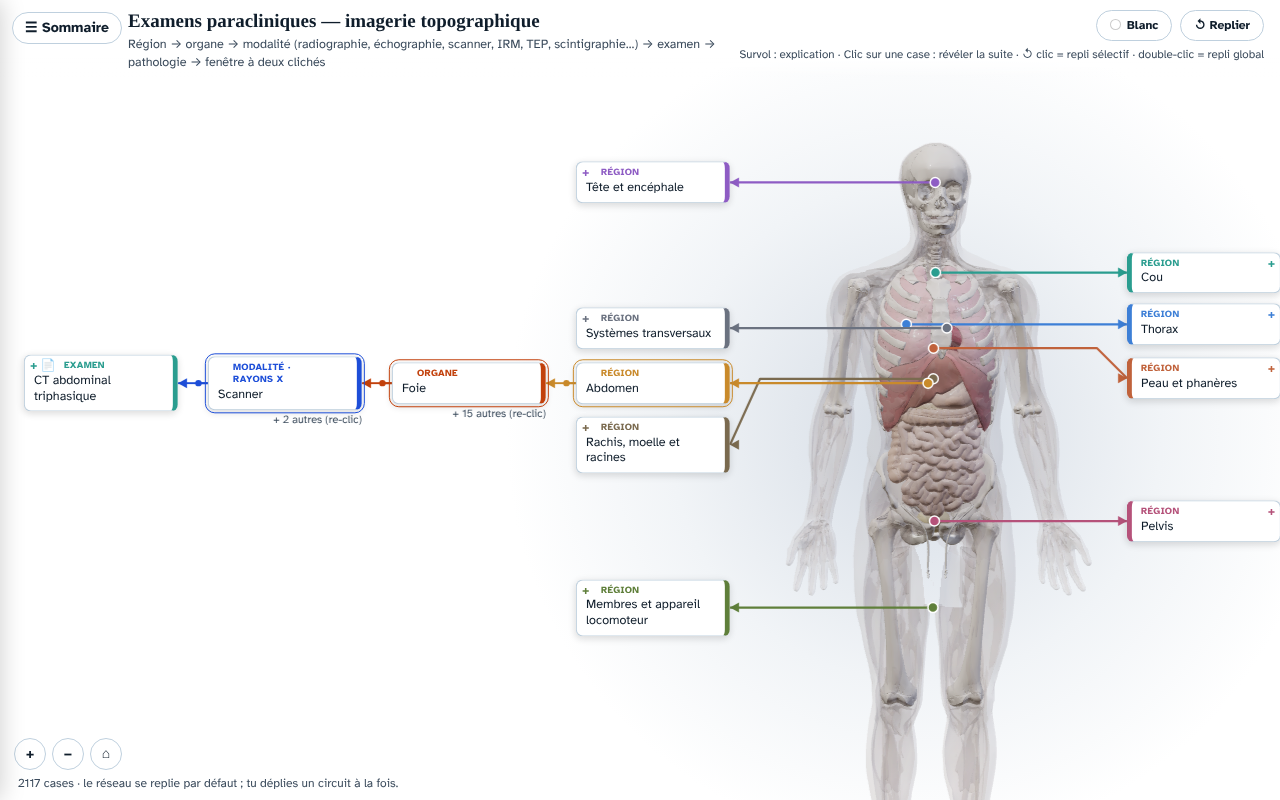 ☰ Sommaire
Examens paracliniques — imagerie topographique
Région → organe → modalité (radiographie, échographie, scanner, IRM, TEP, scintigraphie…) → examen →
pathologie → fenêtre à deux clichés
Blanc
↺ Replier
Survol : explication · Clic sur une case : révéler la suite · ↺ clic = repli sélectif · double-clic = repli global
+ RÉGION
Tête et encéphale
RÉGION +
Cou
RÉGION +
Thorax
+ RÉGION
Systèmes transversaux
RÉGION +
Peau et phanères
+ EXAMEN
CT abdominal
triphasique
MODALITÉ ·
RAYONS X
Scanner
+ 2 autres (re-clic)
ORGANE
Foie
+ 15 autres (re-clic)
RÉGION
Abdomen
+ RÉGION
Rachis, moelle et
racines
RÉGION +
Pelvis
+ RÉGION
Membres et appareil
locomoteur
+ − ⌂
2117 cases · le réseau se replie par défaut ; tu déplies un circuit à la fois.